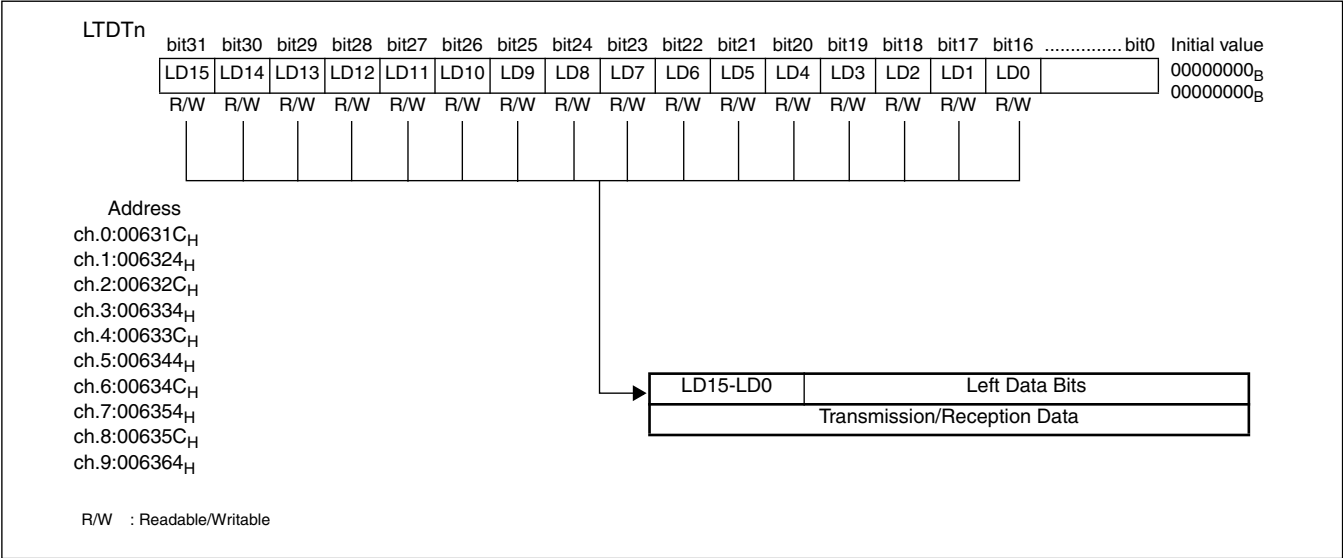 LTDTn
bit31 bit30 bit29 bit28 bit27 bit26 bit25 bit24 bit23 bit22 bit21 bit20 bit19 bit18 bit17 bit16 ...............bit0 Initial value
LD15 LD14 LD13 LD12 LD11 LD10 LD9 LD8 LD7 LD6 LD5 LD4 LD3 LD2 LD1 LD0 00000000B
R/W R/W R/W R/W R/W R/W R/W R/W R/W R/W R/W R/W R/W R/W R/W R/W 00000000B
Address
ch.0:00631CH
ch.1:006324H
ch.2:00632CH
ch.3:006334H
ch.4:00633CH
ch.5:006344H
ch.6:00634CH
ch.7:006354H
ch.8:00635CH
ch.9:006364H
LD15-LD0 Left Data Bits
Transmission/Reception Data
R/W : Readable/Writable